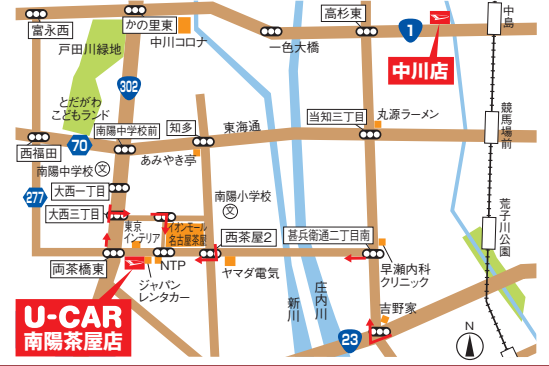 富永西
かの里東
中川コロナ
戸田川緑地
高杉東
一色大橋
1
中川店
中島
302
とだがわ
こどもランド
南陽中学校前
知多
東海通
当知三丁目
丸源ラーメン
競馬場前
西福田
70
あみやき亭
南陽中学校
文
277
大西一丁目
大西三丁目
南陽小学校
文
東京
インテリア
イオンモール
名古屋茶屋
西茶屋2
甚兵衛通二丁目南
荒子川公園
両茶橋東
NTP
ヤマダ電気
早瀬内科
クリニック
ジャパン
レンタカー
新川
庄内川
吉野家
U-CAR
南陽茶屋店
23
N